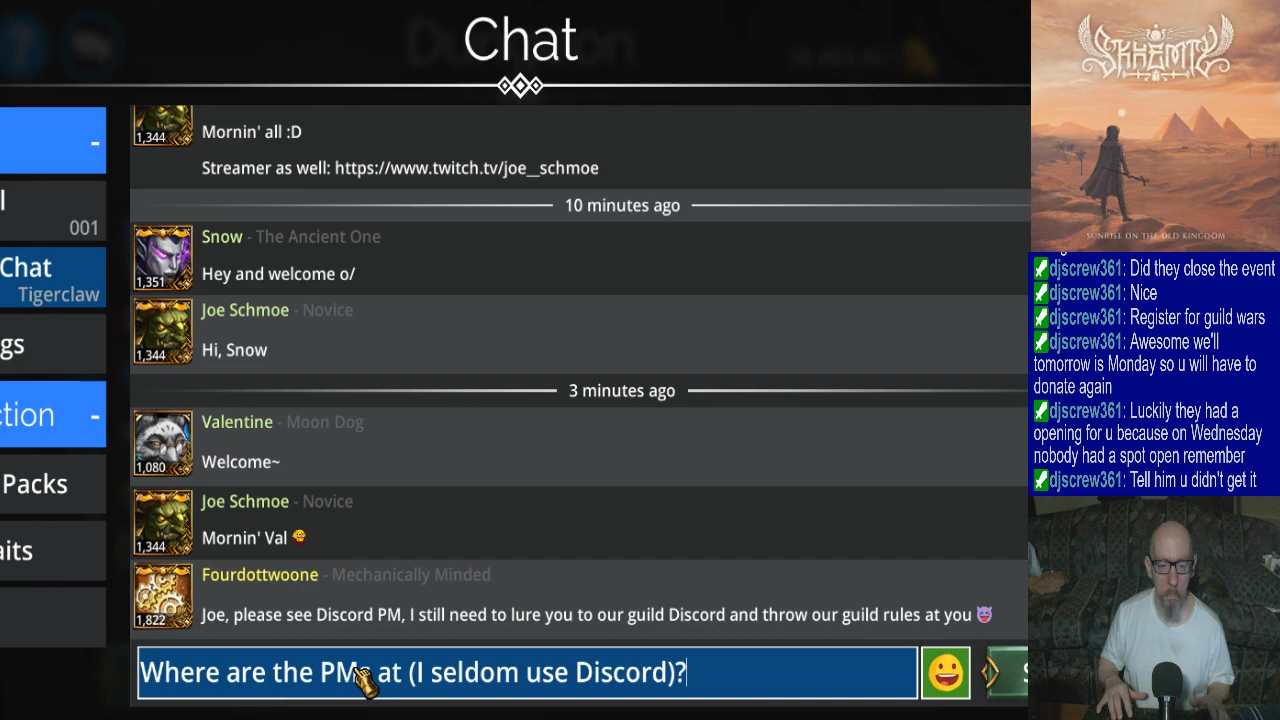 Chat
-
l
001
Chat
Tigerclaw
gs
ction -
Packs
aits
1,344
Mornin' all :D
Streamer as well: https://www.twitch.tv/joe__schmoe
10 minutes ago
Snow - The Ancient One
1,351
Hey and welcome o/
Joe Schmoe - Novice
1,344
Hi, Snow
3 minutes ago
Valentine - Moon Dog
1,080
Welcome~
Joe Schmoe - Novice
1,344
Mornin' Val
Fourdottwoone - Mechanically Minded
1,822
Joe, please see Discord PM, I still need to lure you to our guild Discord and throw our guild rules at you
Where are the PMs at (I seldom use Discord)?
S
SKHEMTY
SUNRISE ON THE OLD KINGDOM
djscrew361: Did they close the event
djscrew361: Nice
djscrew361: Register for guild wars
djscrew361: Awesome we'll
tomorrow is Monday so u will have to
donate again
djscrew361: Luckily they had a
opening for u because on Wednesday
nobody had a spot open remember
djscrew361: Tell him u didn't get it